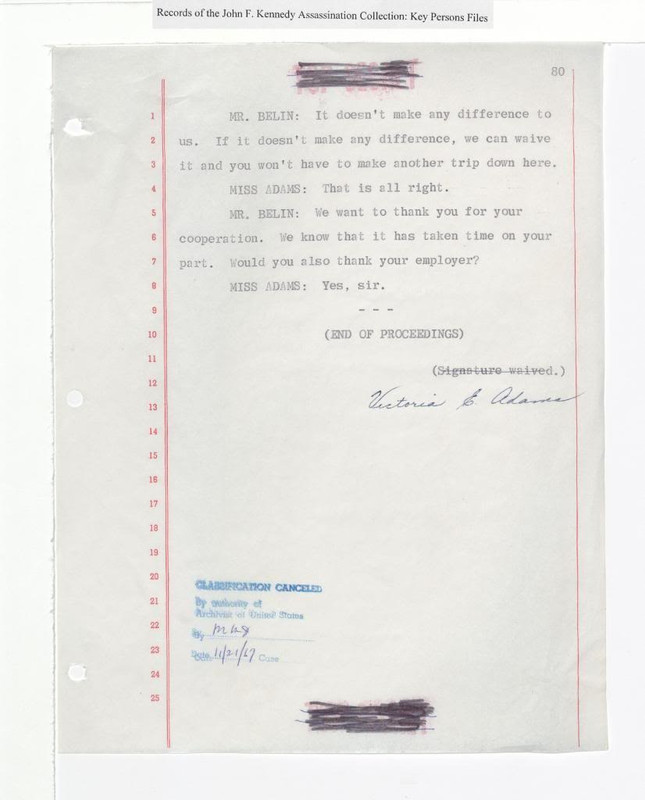 Records of the John F. Kennedy Assassination Collection: Key Persons Files
80
1 MR. BELIN: It doesn't make any difference to
2 us. If it doesn't make any difference, we can waive
3 it and you won't have to make another trip down here.
4 MISS ADAMS: That is all right.
5 MR. BELIN: We want to thank you for your
6 cooperation. We know that it has taken time on your
7 part. Would you also thank your employer?
8 MISS ADAMS: Yes, sir.
9 - - -
10 (END OF PROCEEDINGS)
11 (Signature waived.)
12
13 Victoria E. Adams
14
15
16
17
18
19
20 CLASSIFICATION CANCELED
21 By authority of
Archivist of United States
22 By
23 Date 11/21/67
24
25